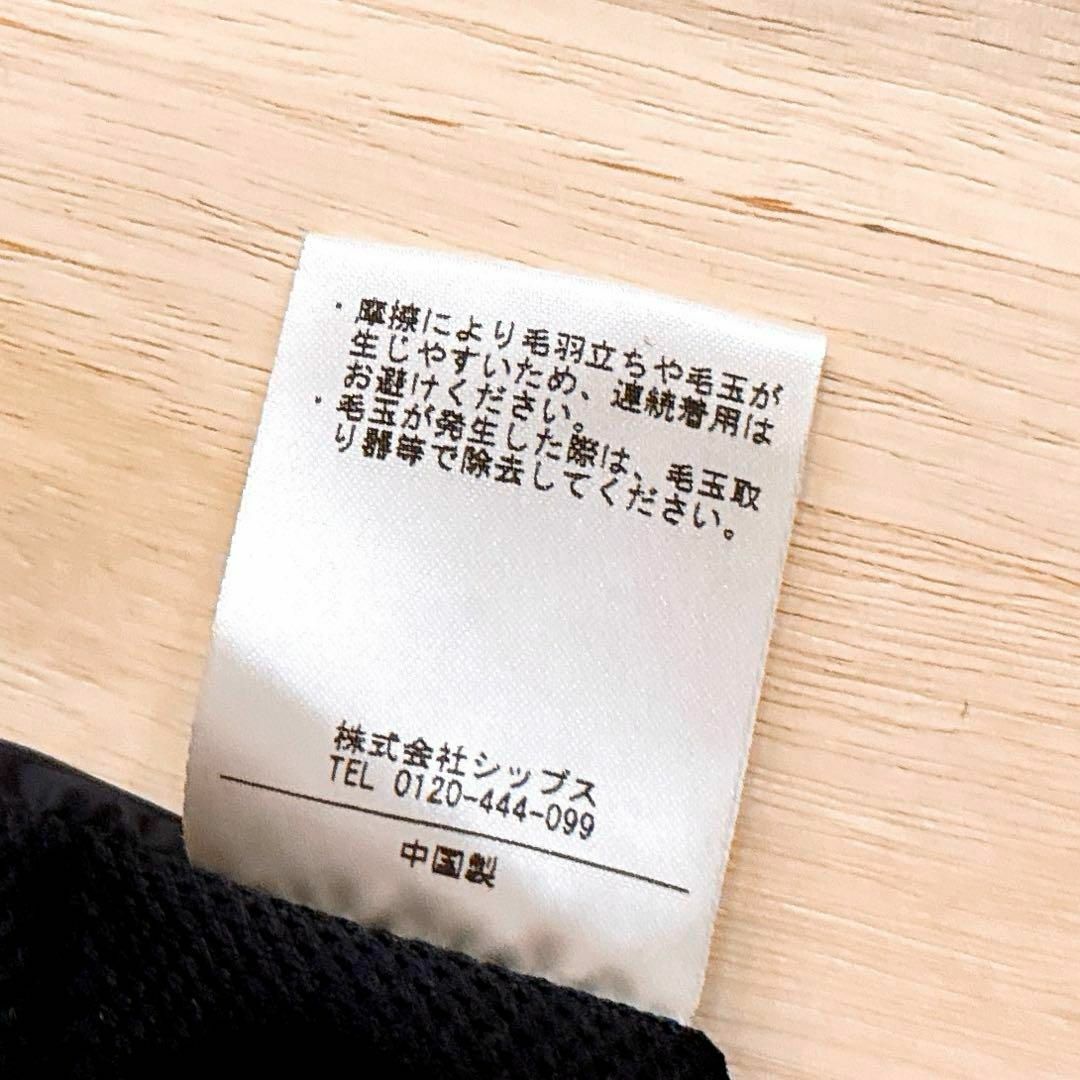 ・摩擦により毛羽立ちや毛玉が
生じやすいため、連続着用は
お避けください。
・毛玉が発生した際は、毛玉取
り器等で除去してください。
株式会社シップス
TEL 0120-444-099
中国製